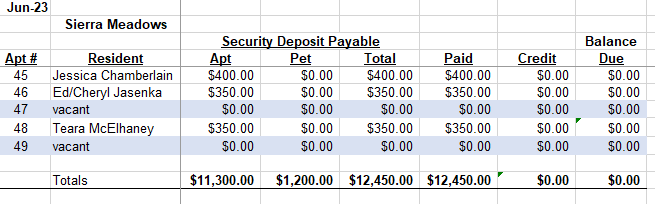 Jun-23
Sierra Meadows
Security Deposit Payable Balance
Apt # Resident Apt Pet Total Paid Credit Due
45 Jessica Chamberlain $400.00 $0.00 $400.00 $400.00 $0.00 $0.00
46 Ed/Cheryl Jasenka $350.00 $0.00 $350.00 $350.00 $0.00 $0.00
47 vacant $0.00 $0.00 $0.00 $0.00 $0.00 $0.00
48 Teara McElhaney $350.00 $0.00 $350.00 $350.00 $0.00 $0.00
49 vacant $0.00 $0.00 $0.00 $0.00 $0.00 $0.00
Totals $11,300.00 $1,200.00 $12,450.00 $12,450.00 $0.00 $0.00